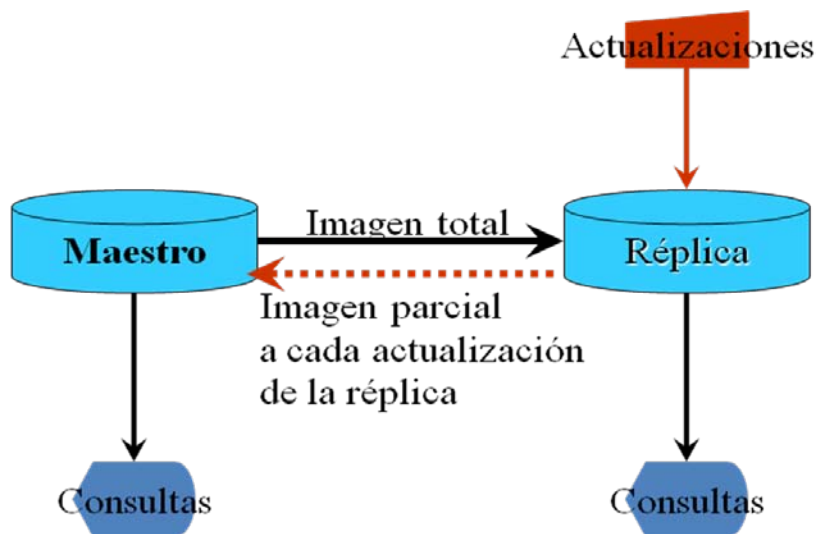 Actualizaciones
Imagen total
Maestro
Réplica
Imagen parcial
a cada actualización
de la réplica
Consultas
Consultas